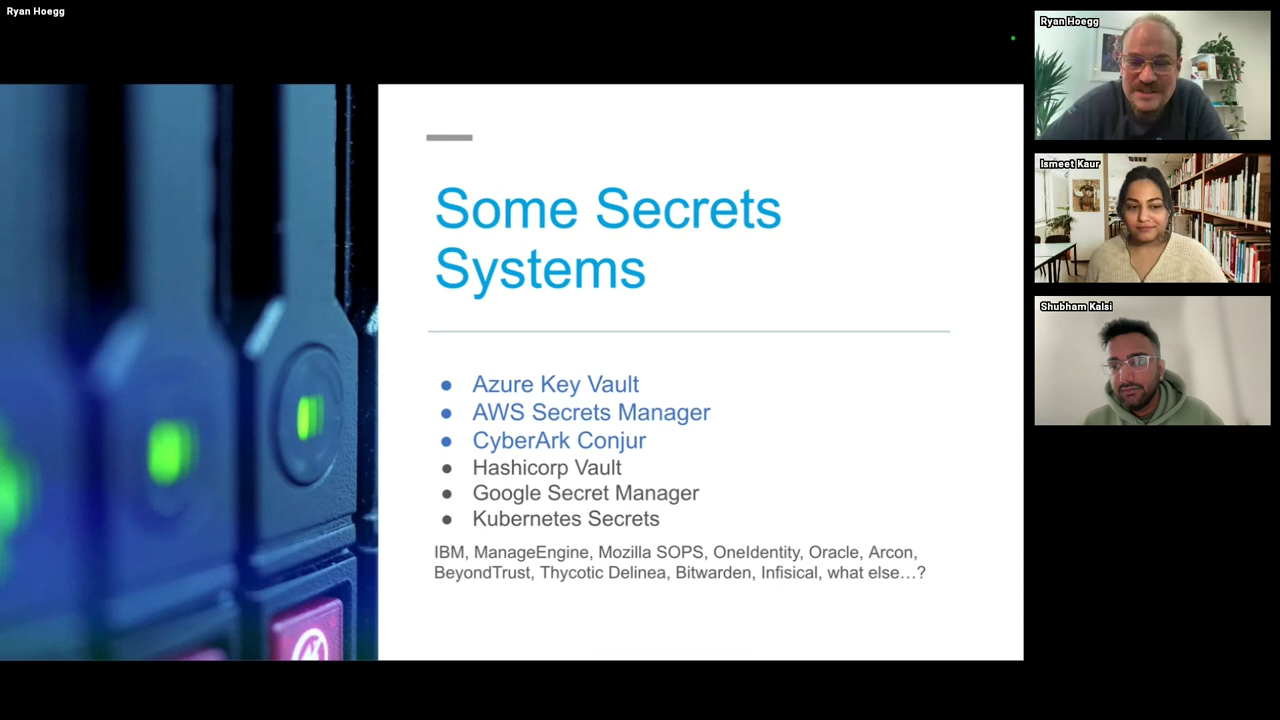 Ryan Hoegg
Some Secrets
Systems
● Azure Key Vault
● AWS Secrets Manager
● CyberArk Conjur
● Hashicorp Vault
● Google Secret Manager
● Kubernetes Secrets
IBM, ManageEngine, Mozilla SOPS, OneIdentity, Oracle, Arcon,
BeyondTrust, Thycotic Delinea, Bitwarden, Infisical, what else…?
Ryan Hoegg
Ismeet Kaur
Shubham Kalsi